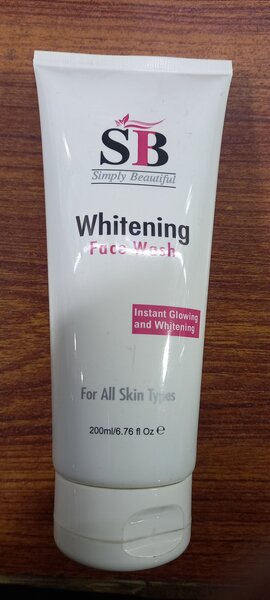 SB
Simply Beautiful
Whitening
Face Wash
Instant Glowing
and Whitening
For All Skin Types
200ml/6.76 fl Oz ℮